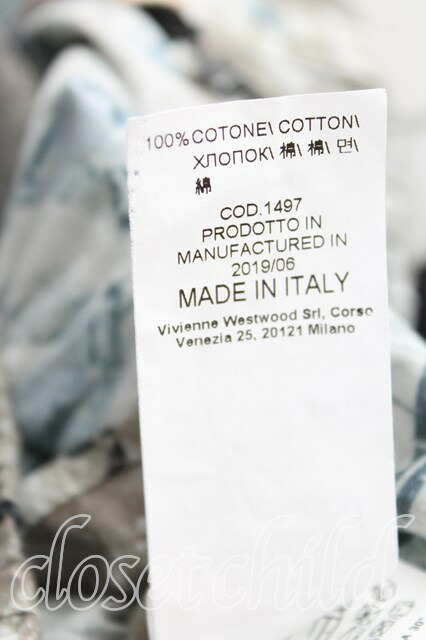 100% COTONE\ COTTON\
ХЛОПОК\ 棉\ 棉\ 면\
綿
COD.1497
PRODOTTO IN
MANUFACTURED IN
2019/06
MADE IN ITALY
Vivienne Westwood Srl, Corso
Venezia 25, 20121 Milano
closetchild
A 30°